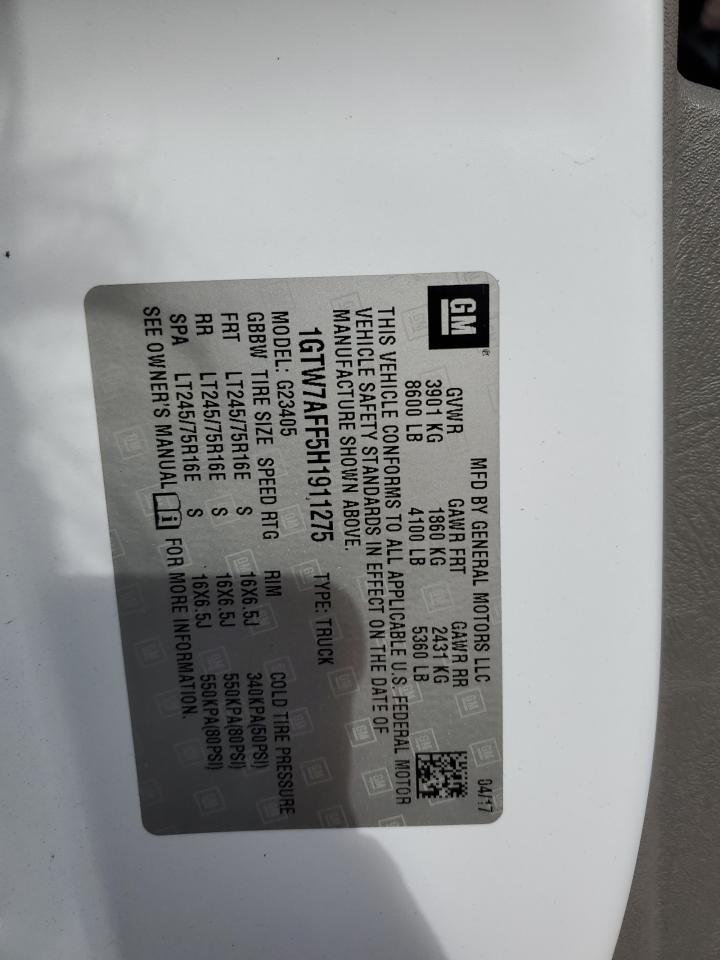 GM
MFD BY GENERAL MOTORS LLC 04/17
GVWR GAWR FRT GAWR RR
3901 KG 1860 KG 2431 KG
8600 LB 4100 LB 5360 LB
THIS VEHICLE CONFORMS TO ALL APPLICABLE U.S. FEDERAL MOTOR
VEHICLE SAFETY STANDARDS IN EFFECT ON THE DATE OF
MANUFACTURE SHOWN ABOVE.
1GTW7AFF5H1911275 TYPE: TRUCK
MODEL: G23405
GBBW TIRE SIZE SPEED RTG RIM COLD TIRE PRESSURE
FRT LT245/75R16E S 16X6.5J 340KPA(50PSI)
RR LT245/75R16E S 16X6.5J 550KPA(80PSI)
SPA LT245/75R16E S 16X6.5J 550KPA(80PSI)
SEE OWNER'S MANUAL FOR MORE INFORMATION.